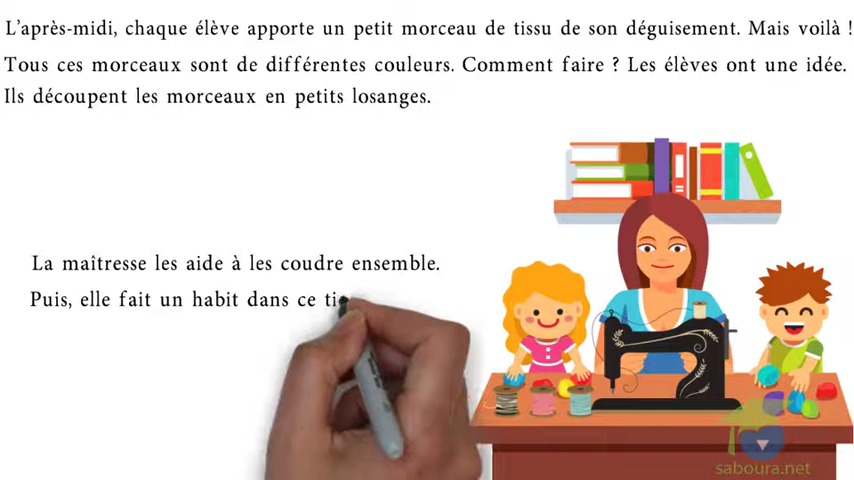 L'après-midi, chaque élève apporte un petit morceau de tissu de son déguisement. Mais voilà !
Tous ces morceaux sont de différentes couleurs. Comment faire ? Les élèves ont une idée.
Ils découpent les morceaux en petits losanges.
La maîtresse les aide à les coudre ensemble.
Puis, elle fait un habit dans ce
saboura.net